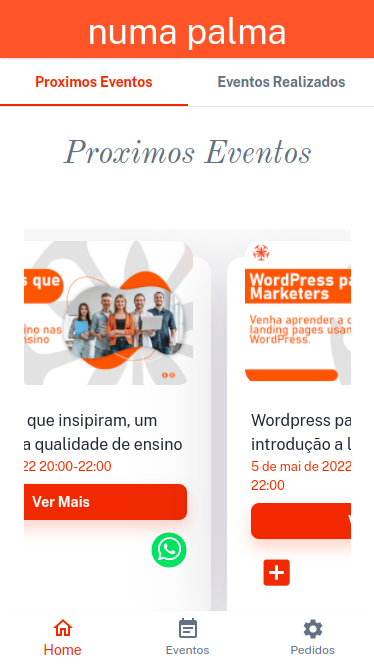 numa palma
Proximos Eventos
Eventos Realizados
Proximos Eventos
s que
ino nas
nsino
que insipiram, um
a qualidade de ensino
22 20:00-22:00
Ver Mais
WordPress pa
Marketers
Venha aprender a c
landing pages usan
WordPress.
Wordpress pa
introdução a l
5 de mai de 2022
22:00
Home
Eventos
Pedidos